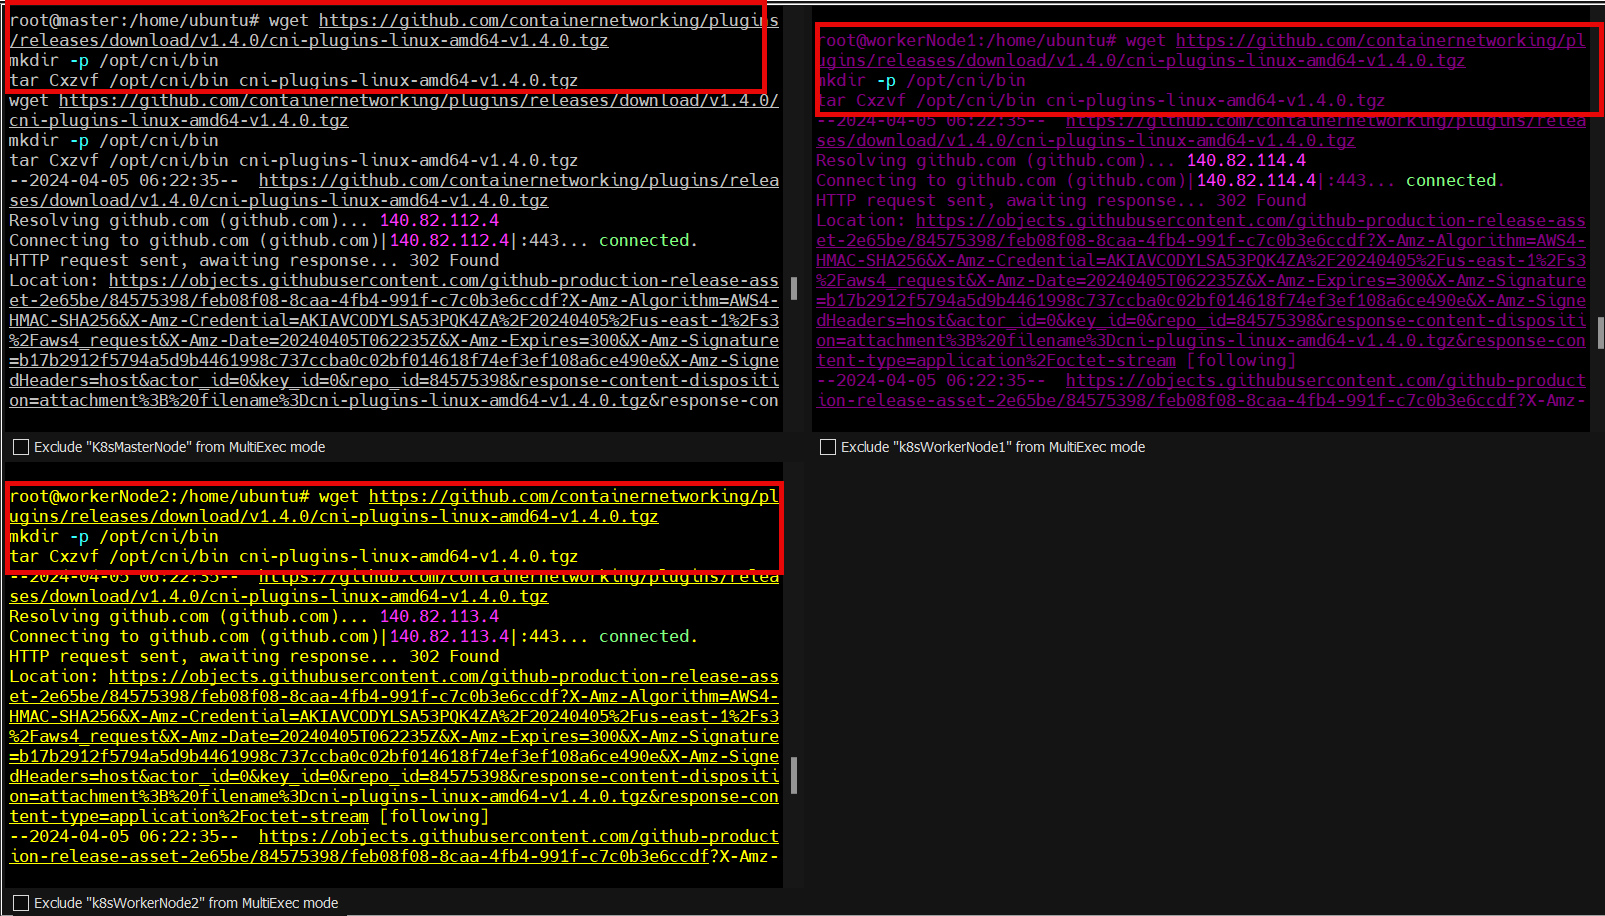 root@master:/home/ubuntu# wget https://github.com/containernetworking/plugins
/releases/download/v1.4.0/cni-plugins-linux-amd64-v1.4.0.tgz
mkdir -p /opt/cni/bin
tar Cxzvf /opt/cni/bin cni-plugins-linux-amd64-v1.4.0.tgz
wget https://github.com/containernetworking/plugins/releases/download/v1.4.0/
cni-plugins-linux-amd64-v1.4.0.tgz
mkdir -p /opt/cni/bin
tar Cxzvf /opt/cni/bin cni-plugins-linux-amd64-v1.4.0.tgz
--2024-04-05 06:22:35--  https://github.com/containernetworking/plugins/relea
ses/download/v1.4.0/cni-plugins-linux-amd64-v1.4.0.tgz
Resolving github.com (github.com)... 140.82.112.4
Connecting to github.com (github.com)|140.82.112.4|:443... connected.
HTTP request sent, awaiting response... 302 Found
Location: https://objects.githubusercontent.com/github-production-release-ass
et-2e65be/84575398/feb08f08-8caa-4fb4-991f-c7c0b3e6ccdf?X-Amz-Algorithm=AWS4-
HMAC-SHA256&X-Amz-Credential=AKIAVCODYLSA53PQK4ZA%2F20240405%2Fus-east-1%2Fs3
%2Faws4_request&X-Amz-Date=20240405T062235Z&X-Amz-Expires=300&X-Amz-Signature
=b17b2912f5794a5d9b4461998c737ccba0c02bf014618f74ef3ef108a6ce490e&X-Amz-Signe
dHeaders=host&actor_id=0&key_id=0&repo_id=84575398&response-content-dispositi
on=attachment%3B%20filename%3Dcni-plugins-linux-amd64-v1.4.0.tgz&response-con
Exclude "K8sMasterNode" from MultiExec mode
root@workerNode1:/home/ubuntu# wget https://github.com/containernetworking/pl
ugins/releases/download/v1.4.0/cni-plugins-linux-amd64-v1.4.0.tgz
mkdir -p /opt/cni/bin
tar Cxzvf /opt/cni/bin cni-plugins-linux-amd64-v1.4.0.tgz
--2024-04-05 06:22:35--  https://github.com/containernetworking/plugins/relea
ses/download/v1.4.0/cni-plugins-linux-amd64-v1.4.0.tgz
Resolving github.com (github.com)... 140.82.114.4
Connecting to github.com (github.com)|140.82.114.4|:443... connected.
HTTP request sent, awaiting response... 302 Found
Location: https://objects.githubusercontent.com/github-production-release-ass
et-2e65be/84575398/feb08f08-8caa-4fb4-991f-c7c0b3e6ccdf?X-Amz-Algorithm=AWS4-
HMAC-SHA256&X-Amz-Credential=AKIAVCODYLSA53PQK4ZA%2F20240405%2Fus-east-1%2Fs3
%2Faws4_request&X-Amz-Date=20240405T062235Z&X-Amz-Expires=300&X-Amz-Signature
=b17b2912f5794a5d9b4461998c737ccba0c02bf014618f74ef3ef108a6ce490e&X-Amz-Signe
dHeaders=host&actor_id=0&key_id=0&repo_id=84575398&response-content-dispositi
on=attachment%3B%20filename%3Dcni-plugins-linux-amd64-v1.4.0.tgz&response-con
tent-type=application%2Foctet-stream [following]
--2024-04-05 06:22:35--  https://objects.githubusercontent.com/github-product
ion-release-asset-2e65be/84575398/feb08f08-8caa-4fb4-991f-c7c0b3e6ccdf?X-Amz-
Exclude "k8sWorkerNode1" from MultiExec mode
root@workerNode2:/home/ubuntu# wget https://github.com/containernetworking/pl
ugins/releases/download/v1.4.0/cni-plugins-linux-amd64-v1.4.0.tgz
mkdir -p /opt/cni/bin
tar Cxzvf /opt/cni/bin cni-plugins-linux-amd64-v1.4.0.tgz
--2024-04-05 06:22:35--  https://github.com/containernetworking/plugins/relea
ses/download/v1.4.0/cni-plugins-linux-amd64-v1.4.0.tgz
Resolving github.com (github.com)... 140.82.113.4
Connecting to github.com (github.com)|140.82.113.4|:443... connected.
HTTP request sent, awaiting response... 302 Found
Location: https://objects.githubusercontent.com/github-production-release-ass
et-2e65be/84575398/feb08f08-8caa-4fb4-991f-c7c0b3e6ccdf?X-Amz-Algorithm=AWS4-
HMAC-SHA256&X-Amz-Credential=AKIAVCODYLSA53PQK4ZA%2F20240405%2Fus-east-1%2Fs3
%2Faws4_request&X-Amz-Date=20240405T062235Z&X-Amz-Expires=300&X-Amz-Signature
=b17b2912f5794a5d9b4461998c737ccba0c02bf014618f74ef3ef108a6ce490e&X-Amz-Signe
dHeaders=host&actor_id=0&key_id=0&repo_id=84575398&response-content-dispositi
on=attachment%3B%20filename%3Dcni-plugins-linux-amd64-v1.4.0.tgz&response-con
tent-type=application%2Foctet-stream [following]
--2024-04-05 06:22:35--  https://objects.githubusercontent.com/github-product
ion-release-asset-2e65be/84575398/feb08f08-8caa-4fb4-991f-c7c0b3e6ccdf?X-Amz-
Exclude "k8sWorkerNode2" from MultiExec mode